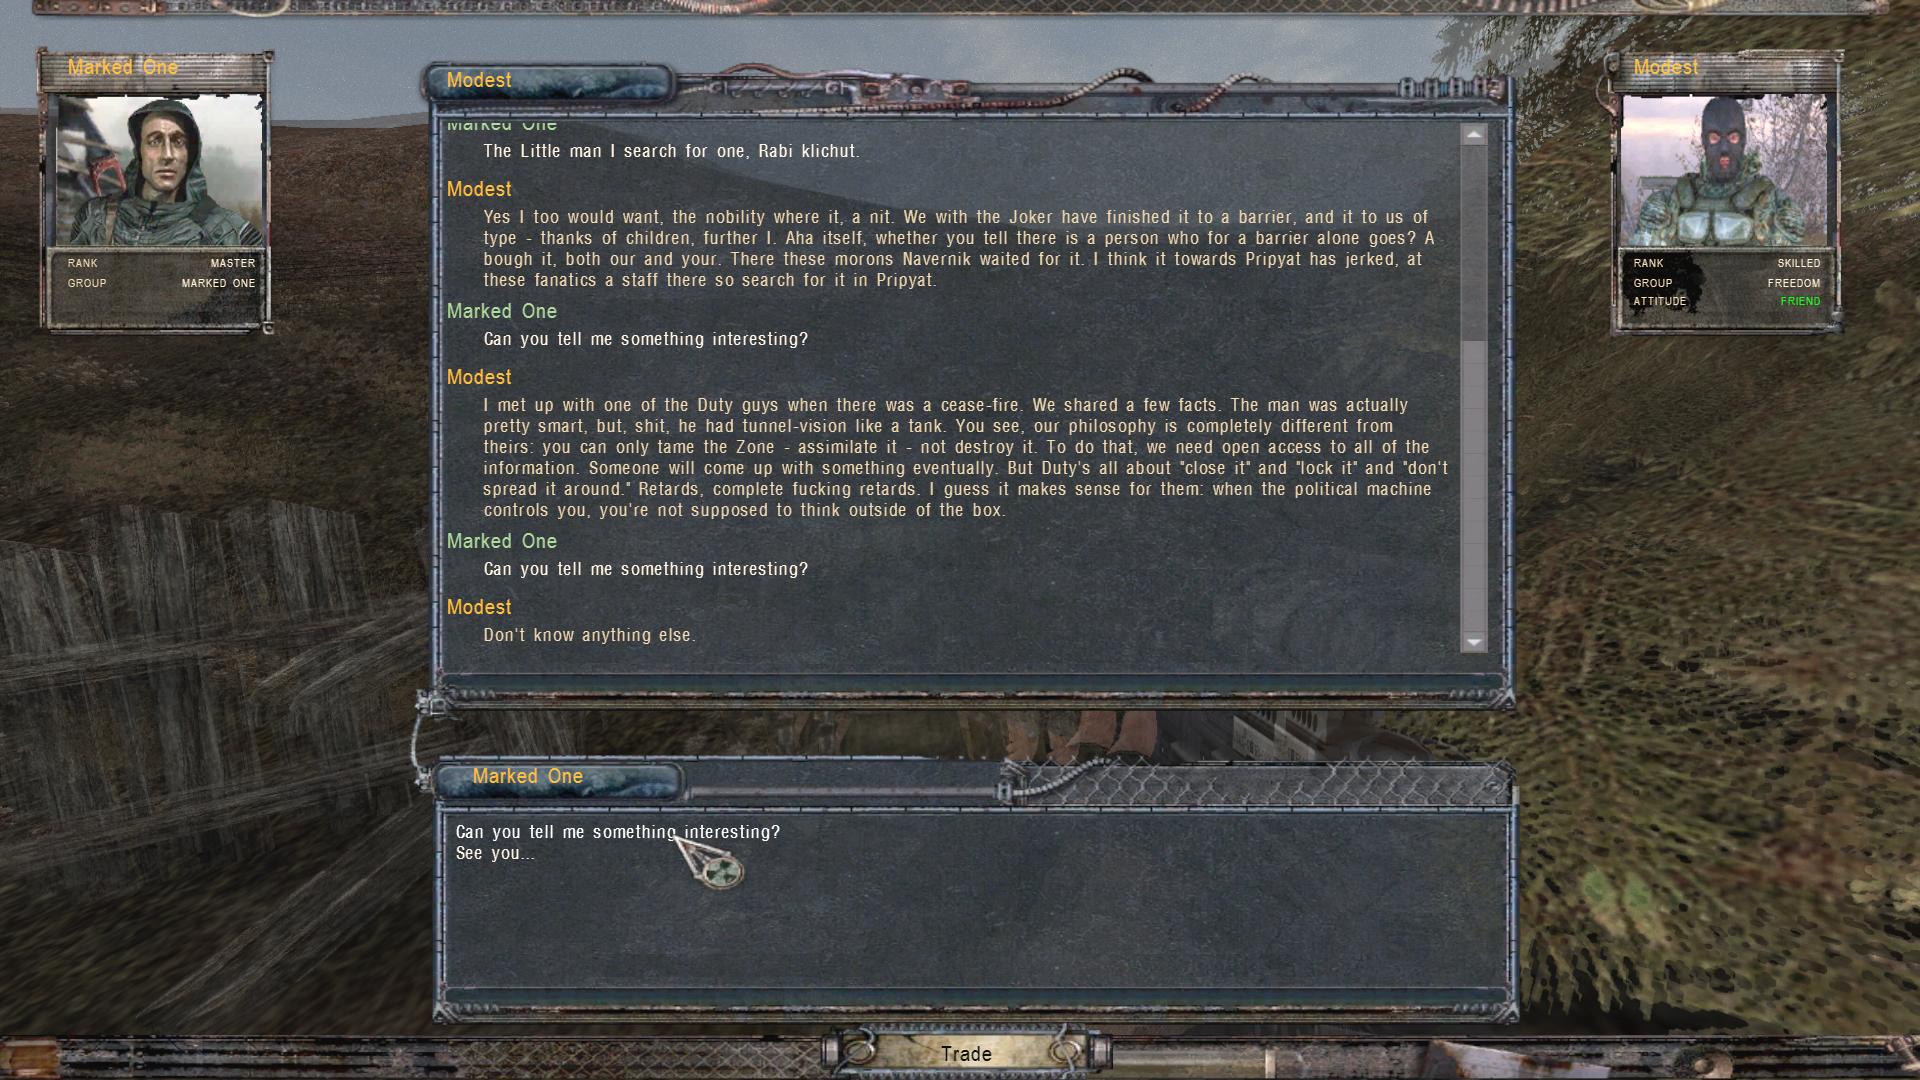 Marked One
Modest
Modest
Marked One
The Little man I search for one, Rabi klichut.
Modest
Yes I too would want, the nobility where it, a nit. We with the Joker have finished it to a barrier, and it to us of
type - thanks of children, further I. Aha itself, whether you tell there is a person who for a barrier alone goes? A
bough it, both our and your. There these morons Navernik waited for it. I think it towards Pripyat has jerked, at
these fanatics a staff there so search for it in Pripyat.
Marked One
Can you tell me something interesting?
Modest
I met up with one of the Duty guys when there was a cease-fire. We shared a few facts. The man was actually
pretty smart, but, shit, he had tunnel-vision like a tank. You see, our philosophy is completely different from
theirs: you can only tame the Zone - assimilate it - not destroy it. To do that, we need open access to all of the
information. Someone will come up with something eventually. But Duty's all about "close it" and "lock it" and "don't
spread it around." Retards, complete fucking retards. I guess it makes sense for them: when the political machine
controls you, you're not supposed to think outside of the box.
Marked One
Can you tell me something interesting?
Modest
Don't know anything else.
RANK MASTER
GROUP MARKED ONE
RANK SKILLED
GROUP FREEDOM
ATTITUDE FRIEND
Marked One
Can you tell me something interesting?
See you...
Trade